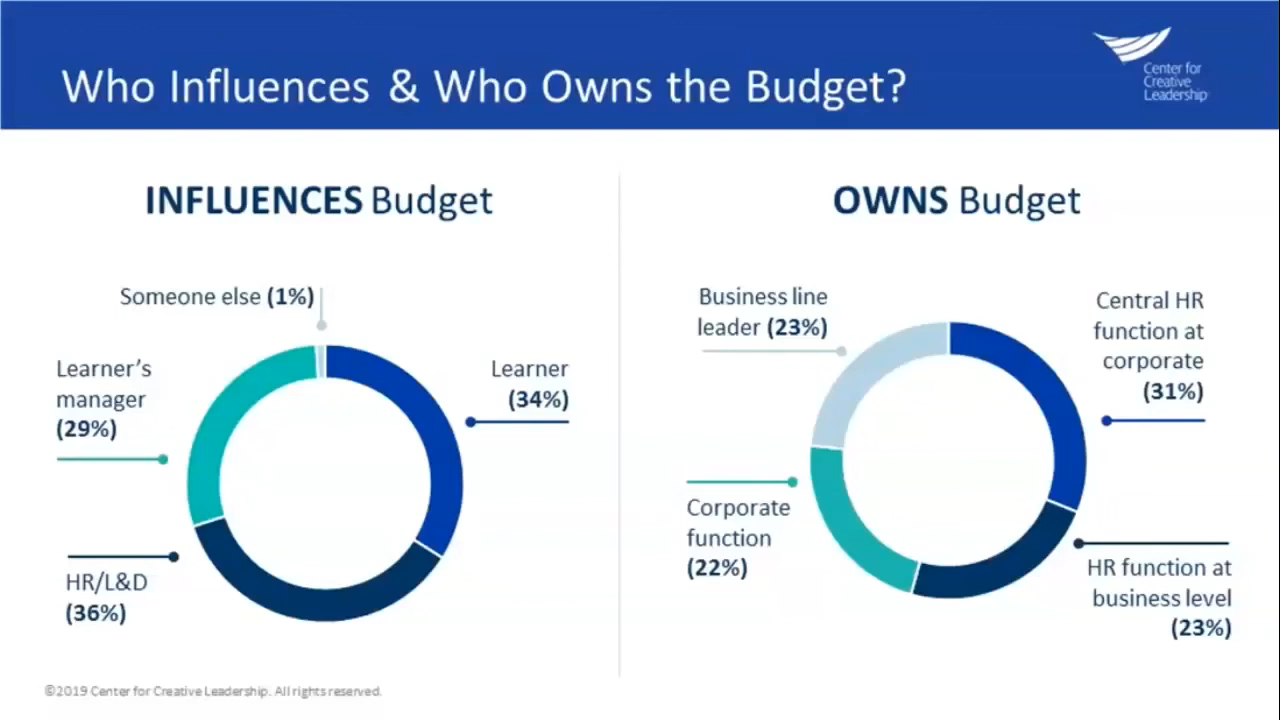 Who Influences & Who Owns the Budget?
Center for
Creative
Leadership
INFLUENCES Budget
Someone else (1%)
Learner's
manager
(29%)
Learner
(34%)
HR/L&D
(36%)
OWNS Budget
Business line
leader (23%)
Central HR
function at
corporate
(31%)
Corporate
function
(22%)
HR function at
business level
(23%)
©2019 Center for Creative Leadership. All rights reserved.